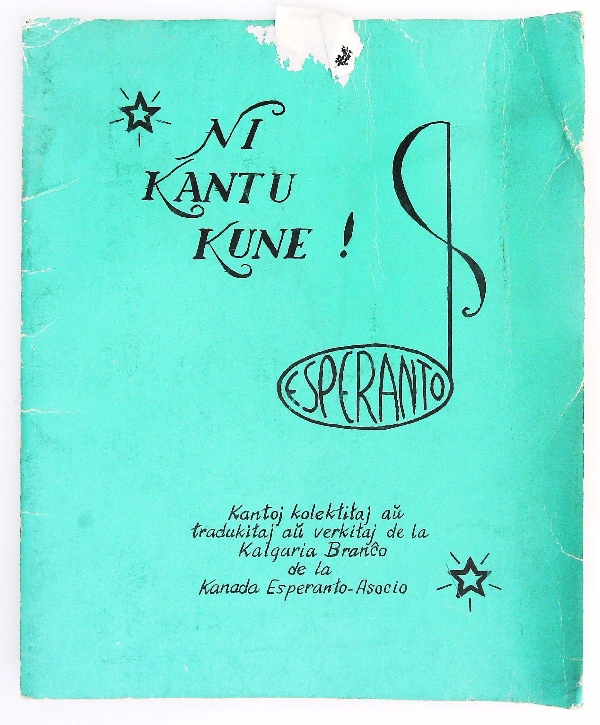 NI
KANTU
KUNE !
ESPERANTO
Kantoj kolektitaj aŭ
tradukitaj aŭ verkitaj de la
Kalgaria Branĉo
de la
Kanada Esperanto-Asocio